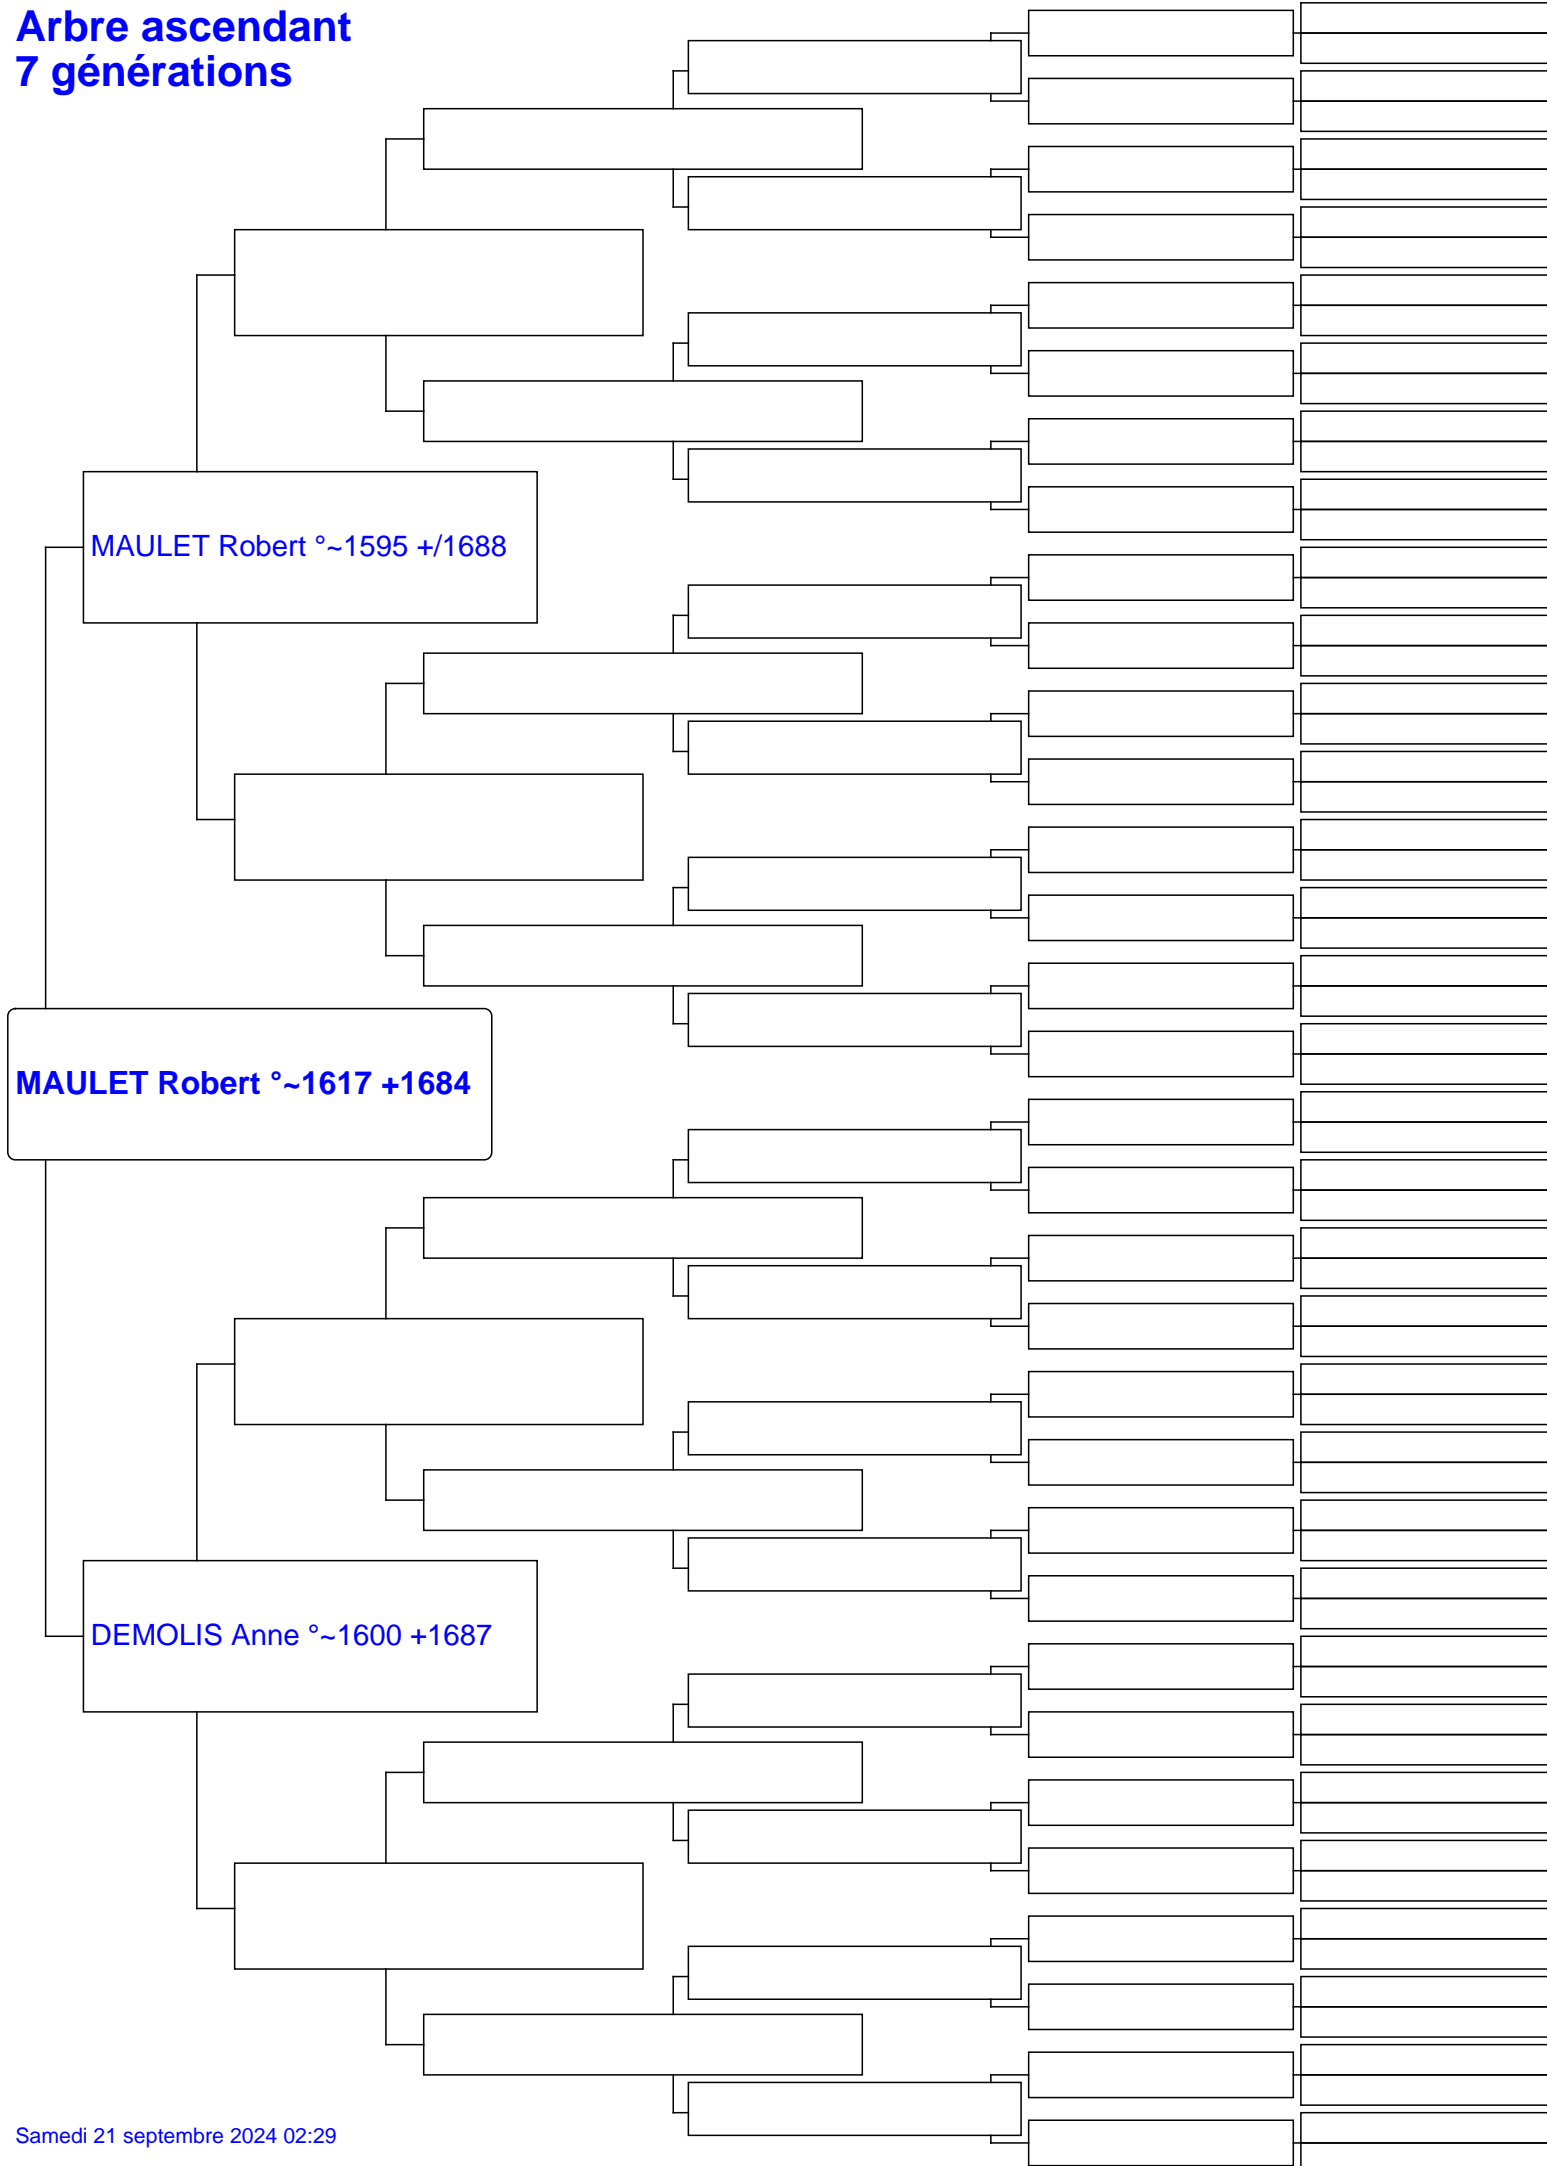 Arbre ascendant
7 générations
MAULET Robert °~1595 +/1688
MAULET Robert °~1617 +1684
DEMOLIS Anne °~1600 +1687
Samedi 21 septembre 2024 02:29